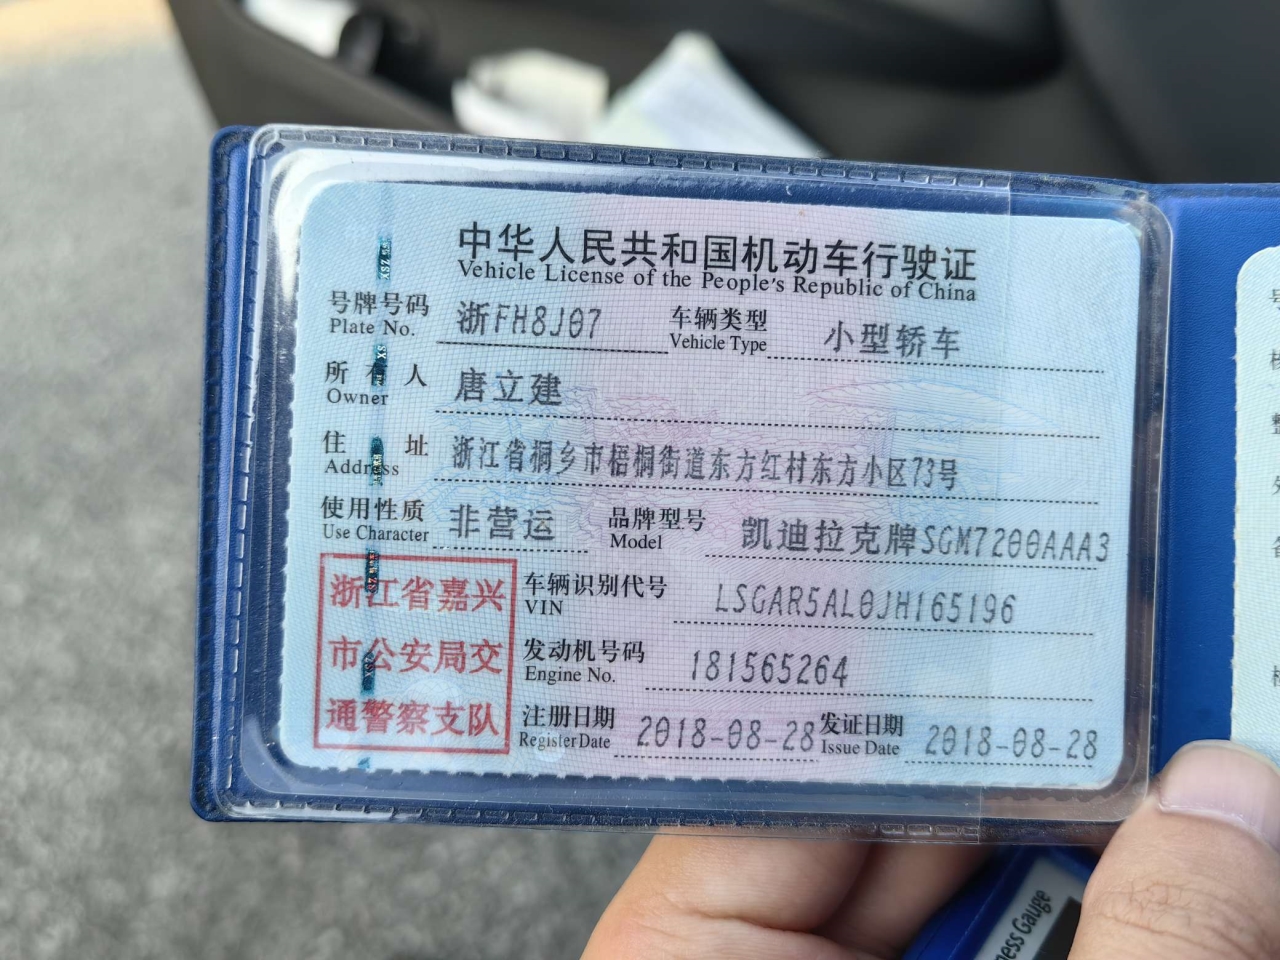 中华人民共和国机动车行驶证
Vehicle License of the People's Republic of China
号牌号码 浙FH8J07 车辆类型 小型轿车
Plate No. Vehicle Type
所有人 唐立建
Owner
住址 浙江省桐乡市梧桐街道东方红村东方小区73号
Address
使用性质 非营运 品牌型号 凯迪拉克牌SGM7200AAA3
Use Character Model
浙江省嘉兴
市公安局交
通警察支队
车辆识别代号 LSGAR5AL0JH165196
VIN
发动机号码 181565264
Engine No.
注册日期 2018-08-28 发证日期 2018-08-28
Register Date Issue Date
ness Gauge